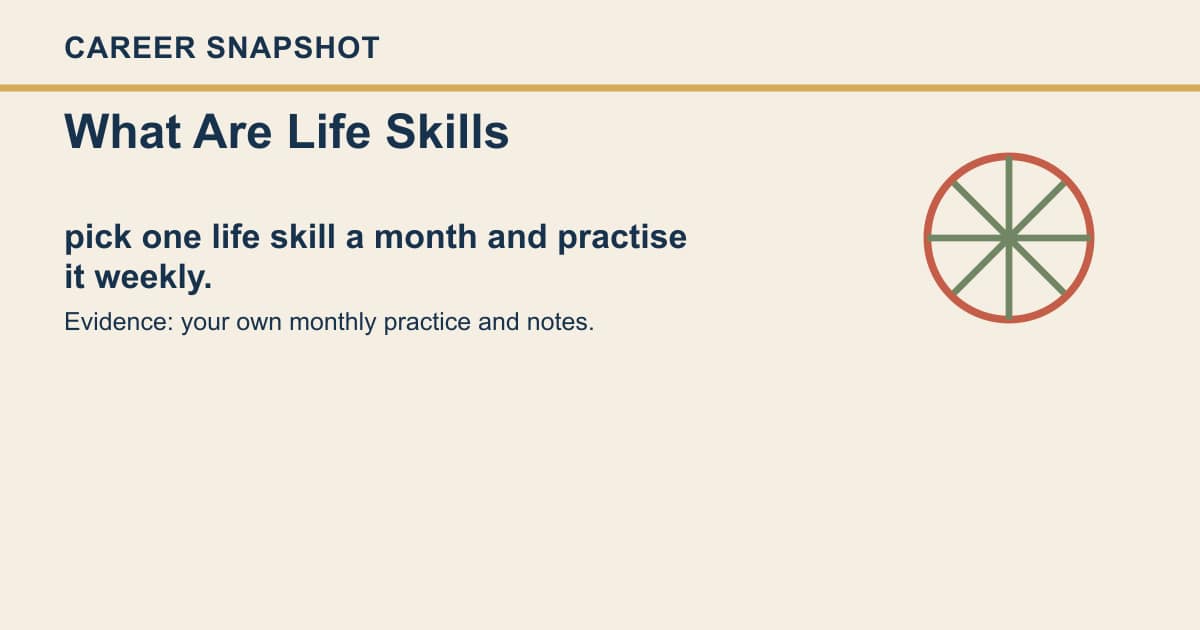 CAREER SNAPSHOT
What Are Life Skills
pick one life skill a month and practise
it weekly.
Evidence: your own monthly practice and notes.